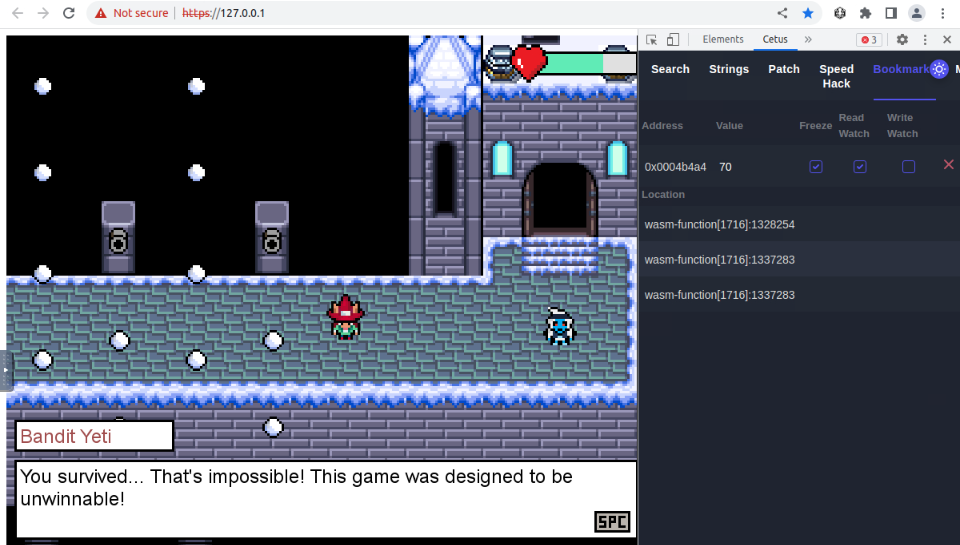 Not secure https://127.0.0.1
Elements Cetus » 3
Search Strings Patch Speed Hack Bookmark M
Address Value Freeze Read Watch Write Watch
0x0004b4a4 70
Location
wasm-function[1716]:1328254
wasm-function[1716]:1337283
wasm-function[1716]:1337283
Bandit Yeti
You survived... That's impossible! This game was designed to be
unwinnable!
SPC